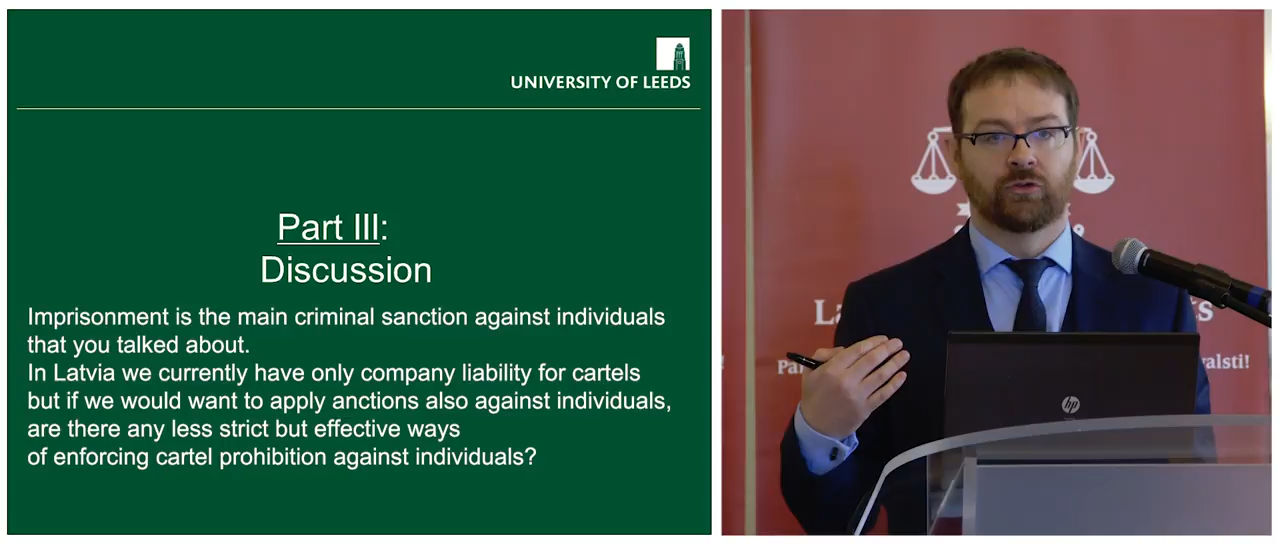 UNIVERSITY OF LEEDS
Part III:
Discussion
Imprisonment is the main criminal sanction against individuals
that you talked about.
In Latvia we currently have only company liability for cartels
but if we would want to apply anctions also against individuals,
are there any less strict but effective ways
of enforcing cartel prohibition against individuals?
hp